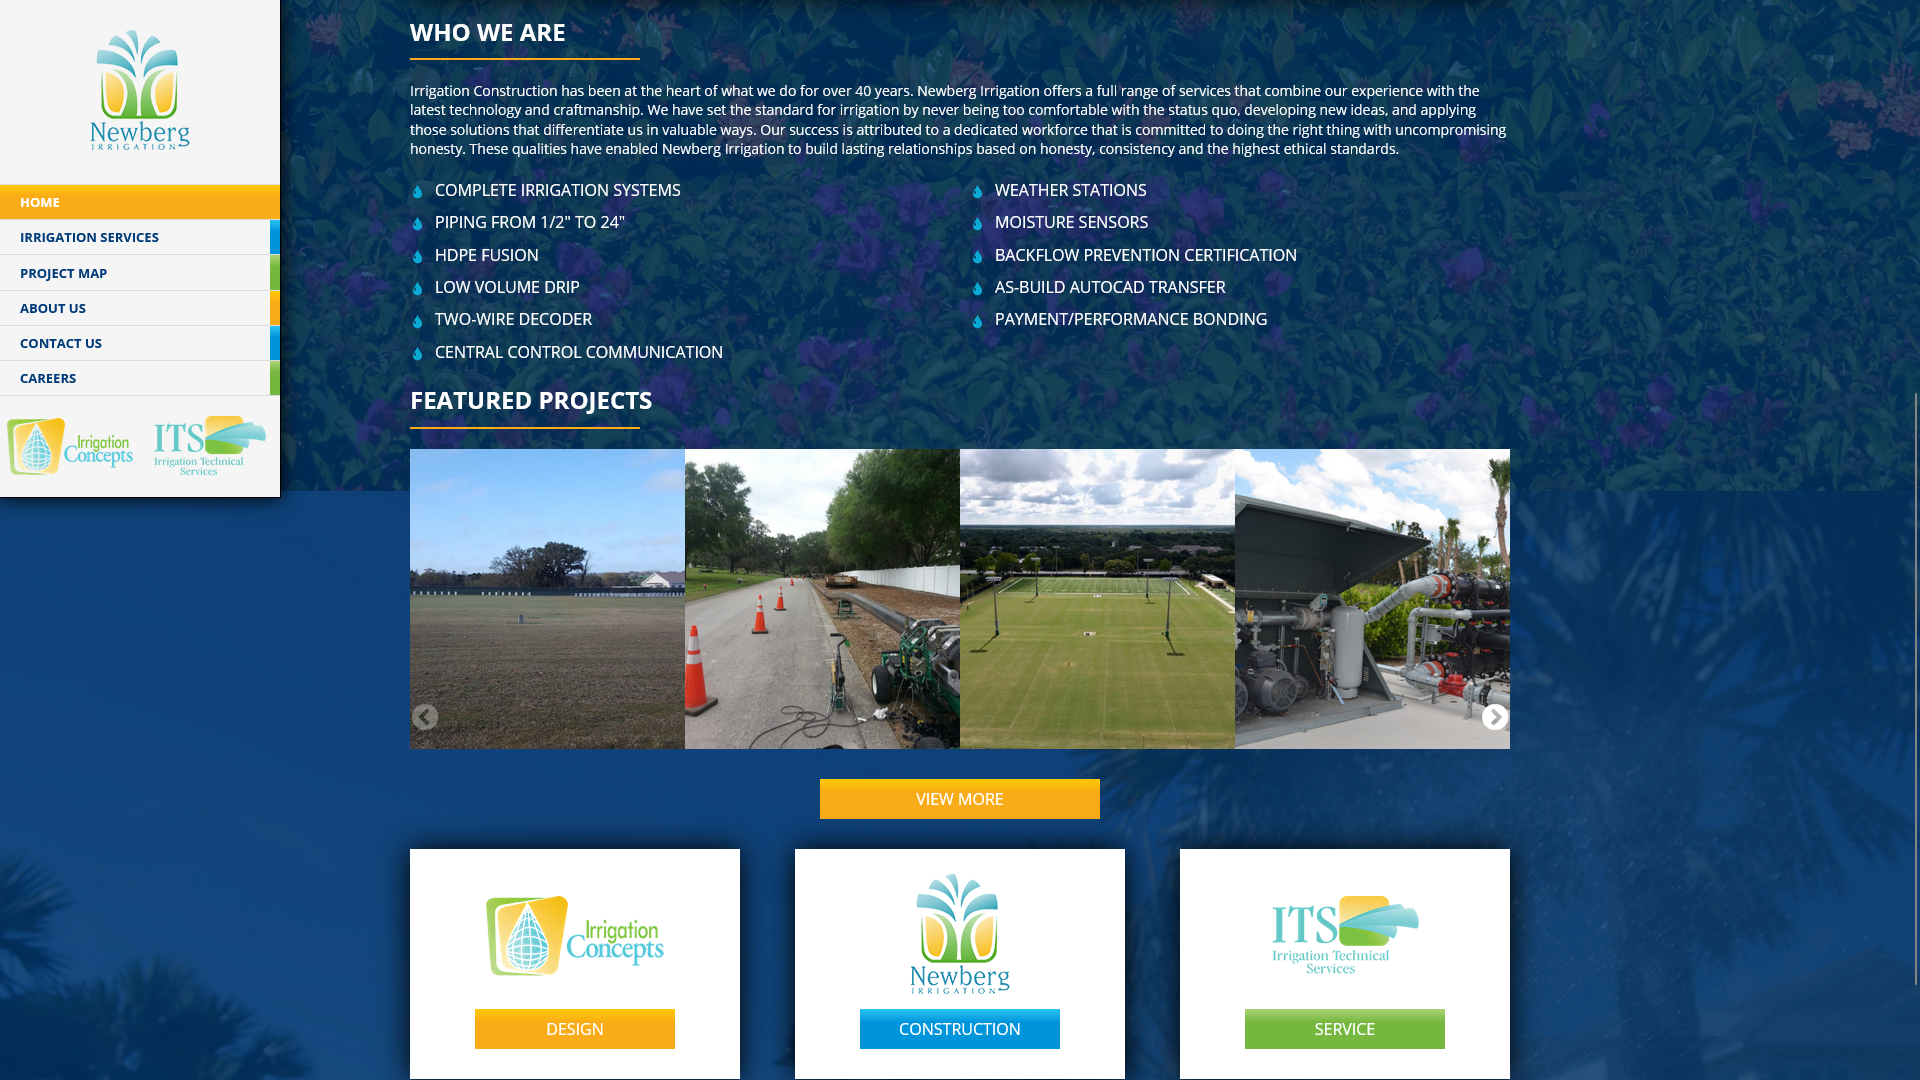 Newberg
IRRIGATION
HOME
IRRIGATION SERVICES
PROJECT MAP
ABOUT US
CONTACT US
CAREERS
Irrigation
Concepts
ITS
Irrigation Technical
Services
WHO WE ARE
Irrigation Construction has been at the heart of what we do for over 40 years. Newberg Irrigation offers a full range of services that combine our experience with the
latest technology and craftmanship. We have set the standard for irrigation by never being too comfortable with the status quo, developing new ideas, and applying
those solutions that differentiate us in valuable ways. Our success is attributed to a dedicated workforce that is committed to doing the right thing with uncompromising
honesty. These qualities have enabled Newberg Irrigation to build lasting relationships based on honesty, consistency and the highest ethical standards.
COMPLETE IRRIGATION SYSTEMS
PIPING FROM 1/2" TO 24"
HDPE FUSION
LOW VOLUME DRIP
TWO-WIRE DECODER
CENTRAL CONTROL COMMUNICATION
WEATHER STATIONS
MOISTURE SENSORS
BACKFLOW PREVENTION CERTIFICATION
AS-BUILD AUTOCAD TRANSFER
PAYMENT/PERFORMANCE BONDING
FEATURED PROJECTS
VIEW MORE
Irrigation
Concepts
DESIGN
Newberg
IRRIGATION
CONSTRUCTION
ITS
Irrigation Technical
Services
SERVICE